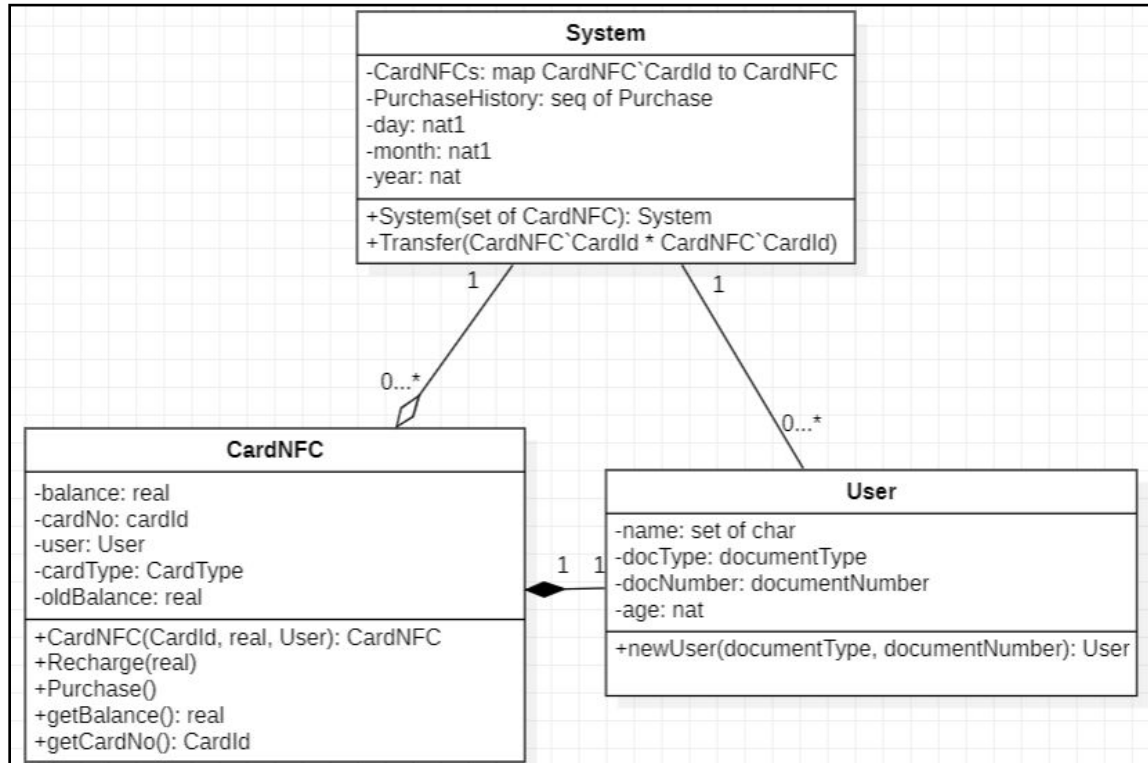 System
-CardNFCs: map CardNFC`CardId to CardNFC
-PurchaseHistory: seq of Purchase
-day: nat1
-month: nat1
-year: nat
+System(set of CardNFC): System
+Transfer(CardNFC`CardId * CardNFC`CardId)
1
1
0...*
0...*
CardNFC
-balance: real
-cardNo: cardId
-user: User
-cardType: CardType
-oldBalance: real
+CardNFC(CardId, real, User): CardNFC
+Recharge(real)
+Purchase()
+getBalance(): real
+getCardNo(): CardId
1
1
User
-name: set of char
-docType: documentType
-docNumber: documentNumber
-age: nat
+newUser(documentType, documentNumber): User